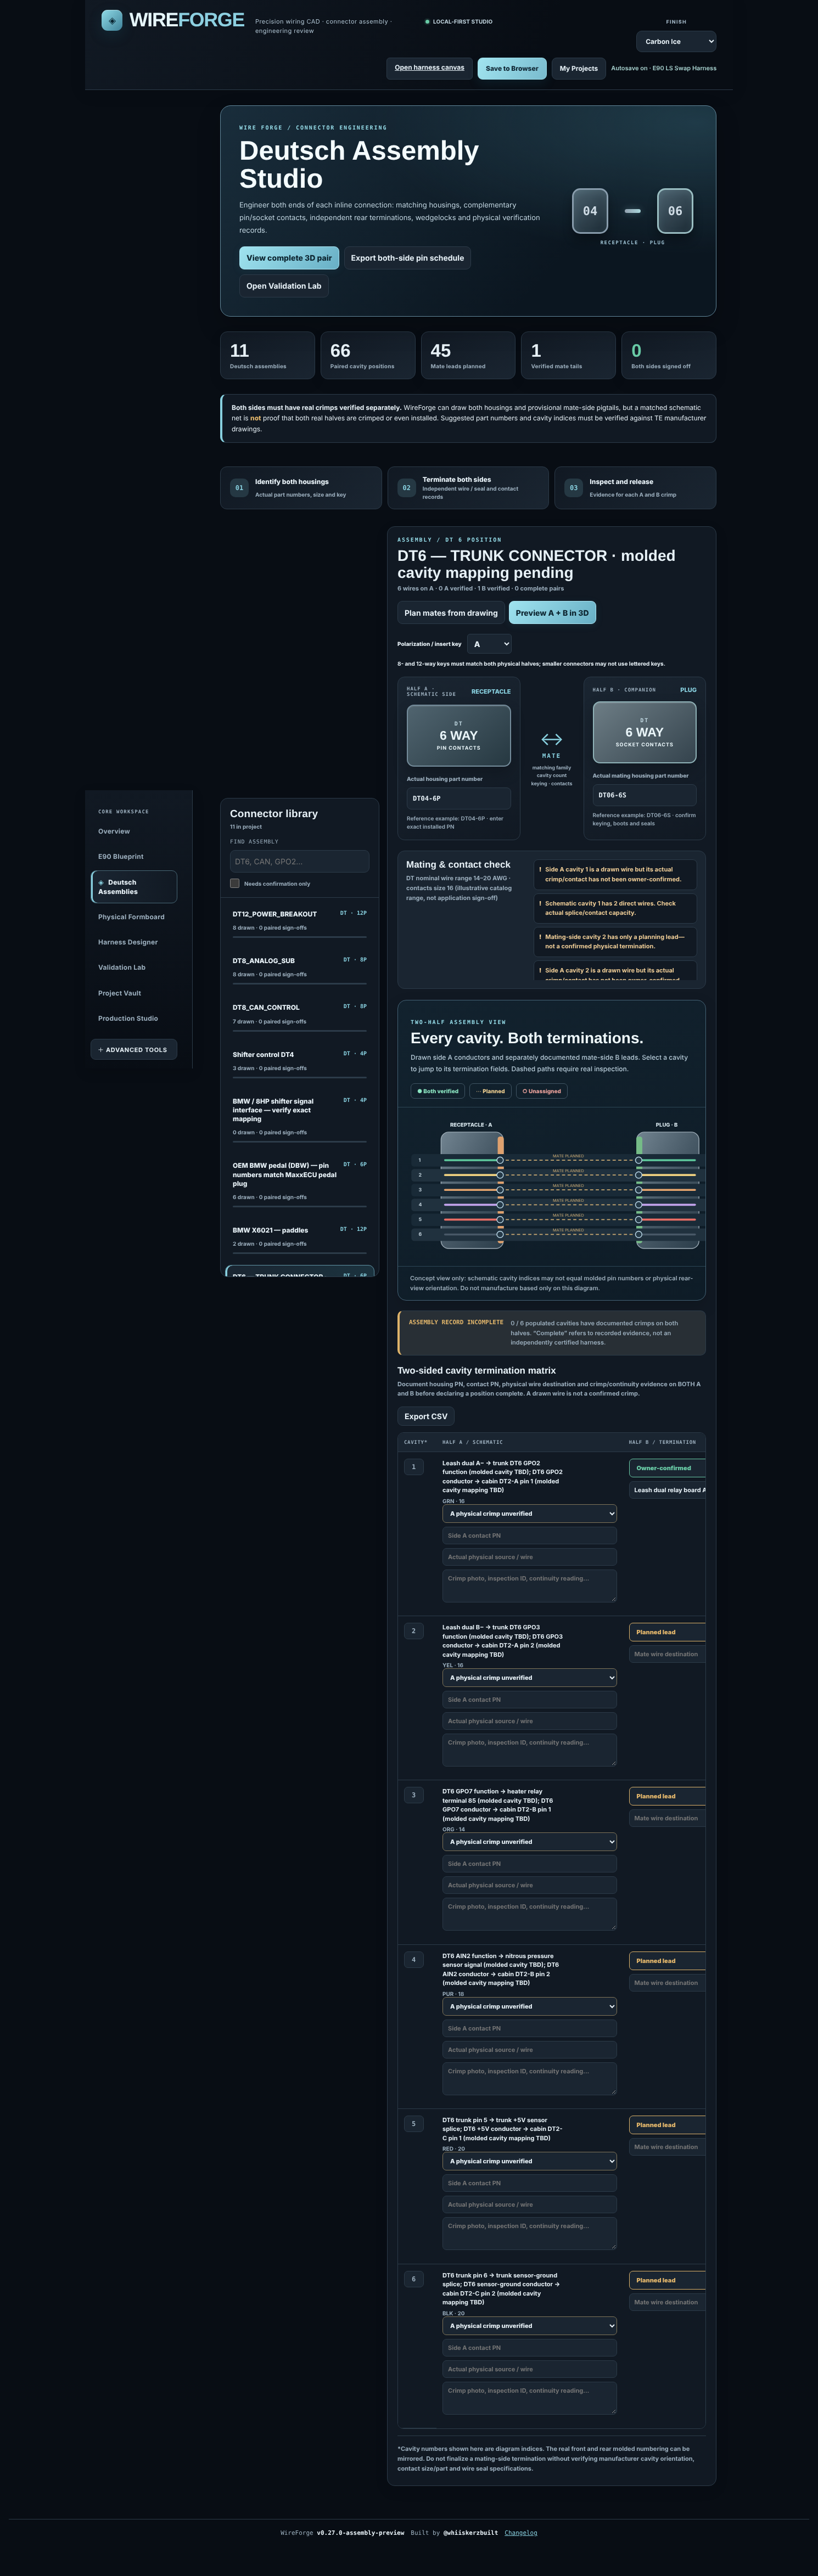 WIREFORGE
Precision wiring CAD · connector assembly ·
engineering review
LOCAL-FIRST STUDIO
FINISH
Carbon Ice
Open harness canvas
Save to Browser
My Projects
Autosave on · E90 LS Swap Harness
WIRE FORGE / CONNECTOR ENGINEERING
Deutsch Assembly
Studio
Engineer both ends of each inline connection: matching housings, complementary
pin/socket contacts, independent rear terminations, wedgelocks and physical verification
records.
View complete 3D pair
Export both-side pin schedule
Open Validation Lab
04
06
RECEPTACLE · PLUG
11
Deutsch assemblies
66
Paired cavity positions
45
Mate leads planned
1
Verified mate tails
0
Both sides signed off
Both sides must have real crimps verified separately. WireForge can draw both housings and provisional mate-side pigtails, but a matched schematic
net is not proof that both real halves are crimped or even installed. Suggested part numbers and cavity indices must be verified against TE manufacturer
drawings.
01
Identify both housings
Actual part numbers, size and key
02
Terminate both sides
Independent wire / seal and contact
records
03
Inspect and release
Evidence for each A and B crimp
CORE WORKSPACE
Overview
E90 Blueprint
Deutsch
Assemblies
Physical Formboard
Harness Designer
Validation Lab
Project Vault
Production Studio
+ ADVANCED TOOLS
Connector library
11 in project
FIND ASSEMBLY
DT6, CAN, GPO2...
Needs confirmation only
DT12_POWER_BREAKOUT
DT · 12P
8 drawn · 0 paired sign-offs
DT8_ANALOG_SUB
DT · 8P
8 drawn · 0 paired sign-offs
DT8_CAN_CONTROL
DT · 8P
7 drawn · 0 paired sign-offs
Shifter control DT4
DT · 4P
3 drawn · 0 paired sign-offs
BMW / 8HP shifter signal
interface — verify exact
mapping
DT · 4P
0 drawn · 0 paired sign-offs
OEM BMW pedal (DBW) — pin
numbers match MaxxECU pedal
plug
DT · 6P
6 drawn · 0 paired sign-offs
BMW X6021 — paddles
DT · 12P
2 drawn · 0 paired sign-offs
DT6 — TRUNK CONNECTOR
DT · 6P
ASSEMBLY / DT 6 POSITION
DT6 — TRUNK CONNECTOR · molded
cavity mapping pending
6 wires on A · 0 A verified · 1 B verified · 0 complete pairs
Plan mates from drawing
Preview A + B in 3D
Polarization / insert key
A
8- and 12-way keys must match both physical halves; smaller connectors may not use lettered keys.
HALF A ·
SCHEMATIC SIDE
RECEPTACLE
DT
6 WAY
PIN CONTACTS
Actual housing part number
DT04-6P
Reference example: DT04-6P · enter
exact installed PN
↔
MATE
matching family
cavity count
keying · contacts
HALF B · COMPANION
PLUG
DT
6 WAY
SOCKET CONTACTS
Actual mating housing part number
DT06-6S
Reference example: DT06-6S · confirm
keying, boots and seals
Mating & contact check
DT nominal wire range 14–20 AWG ·
contacts size 16 (illustrative catalog
range, not application sign-off)
! Side A cavity 1 is a drawn wire but its actual
crimp/contact has not been owner-confirmed.
! Schematic cavity 1 has 2 direct wires. Check
actual splice/contact capacity.
! Mating-side cavity 2 has only a planning lead—
not a confirmed physical termination.
! Side A cavity 2 is a drawn wire but its actual
crimp/contact has not been owner-confirmed.
TWO-HALF ASSEMBLY VIEW
Every cavity. Both terminations.
Drawn side A conductors and separately documented mate-side B leads. Select a cavity
to jump to its termination fields. Dashed paths require real inspection.
Both verified
Planned
Unassigned
RECEPTACLE · A
PLUG · B
1
MATE PLANNED
2
MATE PLANNED
3
MATE PLANNED
4
MATE PLANNED
5
MATE PLANNED
6
MATE PLANNED
Concept view only: schematic cavity indices may not equal molded pin numbers or physical rear-
view orientation. Do not manufacture based only on this diagram.
ASSEMBLY RECORD INCOMPLETE
0 / 6 populated cavities have documented crimps on both
halves. "Complete" refers to recorded evidence, not an
independently certified harness.
Two-sided cavity termination matrix
Document housing PN, contact PN, physical wire destination and crimp/continuity evidence on BOTH A
and B before declaring a position complete. A drawn wire is not a confirmed crimp.
Export CSV
CAVITY*
HALF A / SCHEMATIC
HALF B / TERMINATION
1
Leash dual A− → trunk DT6 GPO2
function (molded cavity TBD); DT6 GPO2
conductor → cabin DT2-A pin 1 (molded
cavity mapping TBD)
GRN · 16
A physical crimp unverified
Side A contact PN
Actual physical source / wire
Crimp photo, inspection ID, continuity reading...
Owner-confirmed
Leash dual relay board A
2
Leash dual B− → trunk DT6 GPO3
function (molded cavity TBD); DT6 GPO3
conductor → cabin DT2-A pin 2 (molded
cavity mapping TBD)
YEL · 16
A physical crimp unverified
Side A contact PN
Actual physical source / wire
Crimp photo, inspection ID, continuity reading...
Planned lead
Mate wire destination
3
DT6 GPO7 function → heater relay
terminal 85 (molded cavity TBD); DT6
GPO7 conductor → cabin DT2-B pin 1
(molded cavity mapping TBD)
ORG · 14
A physical crimp unverified
Side A contact PN
Actual physical source / wire
Crimp photo, inspection ID, continuity reading...
Planned lead
Mate wire destination
4
DT6 AIN2 function → nitrous pressure
sensor signal (molded cavity TBD); DT6
AIN2 conductor → cabin DT2-B pin 2
(molded cavity mapping TBD)
PUR · 18
A physical crimp unverified
Side A contact PN
Actual physical source / wire
Crimp photo, inspection ID, continuity reading...
Planned lead
Mate wire destination
5
DT6 trunk pin 5 → trunk +5V sensor
splice; DT6 +5V conductor → cabin DT2-
C pin 1 (molded cavity mapping TBD)
RED · 20
A physical crimp unverified
Side A contact PN
Actual physical source / wire
Crimp photo, inspection ID, continuity reading...
Planned lead
Mate wire destination
6
DT6 trunk pin 6 → trunk sensor-ground
splice; DT6 sensor-ground conductor →
cabin DT2-C pin 2 (molded cavity
mapping TBD)
BLK · 20
A physical crimp unverified
Side A contact PN
Actual physical source / wire
Crimp photo, inspection ID, continuity reading...
Planned lead
Mate wire destination
*Cavity numbers shown here are diagram indices. The real front and rear molded numbering can be
mirrored. Do not finalize a mating-side termination without verifying manufacturer cavity orientation,
contact size/part and wire seal specifications.
WireForge v0.27.0-assembly-preview Built by @whiiskerzbuilt Changelog